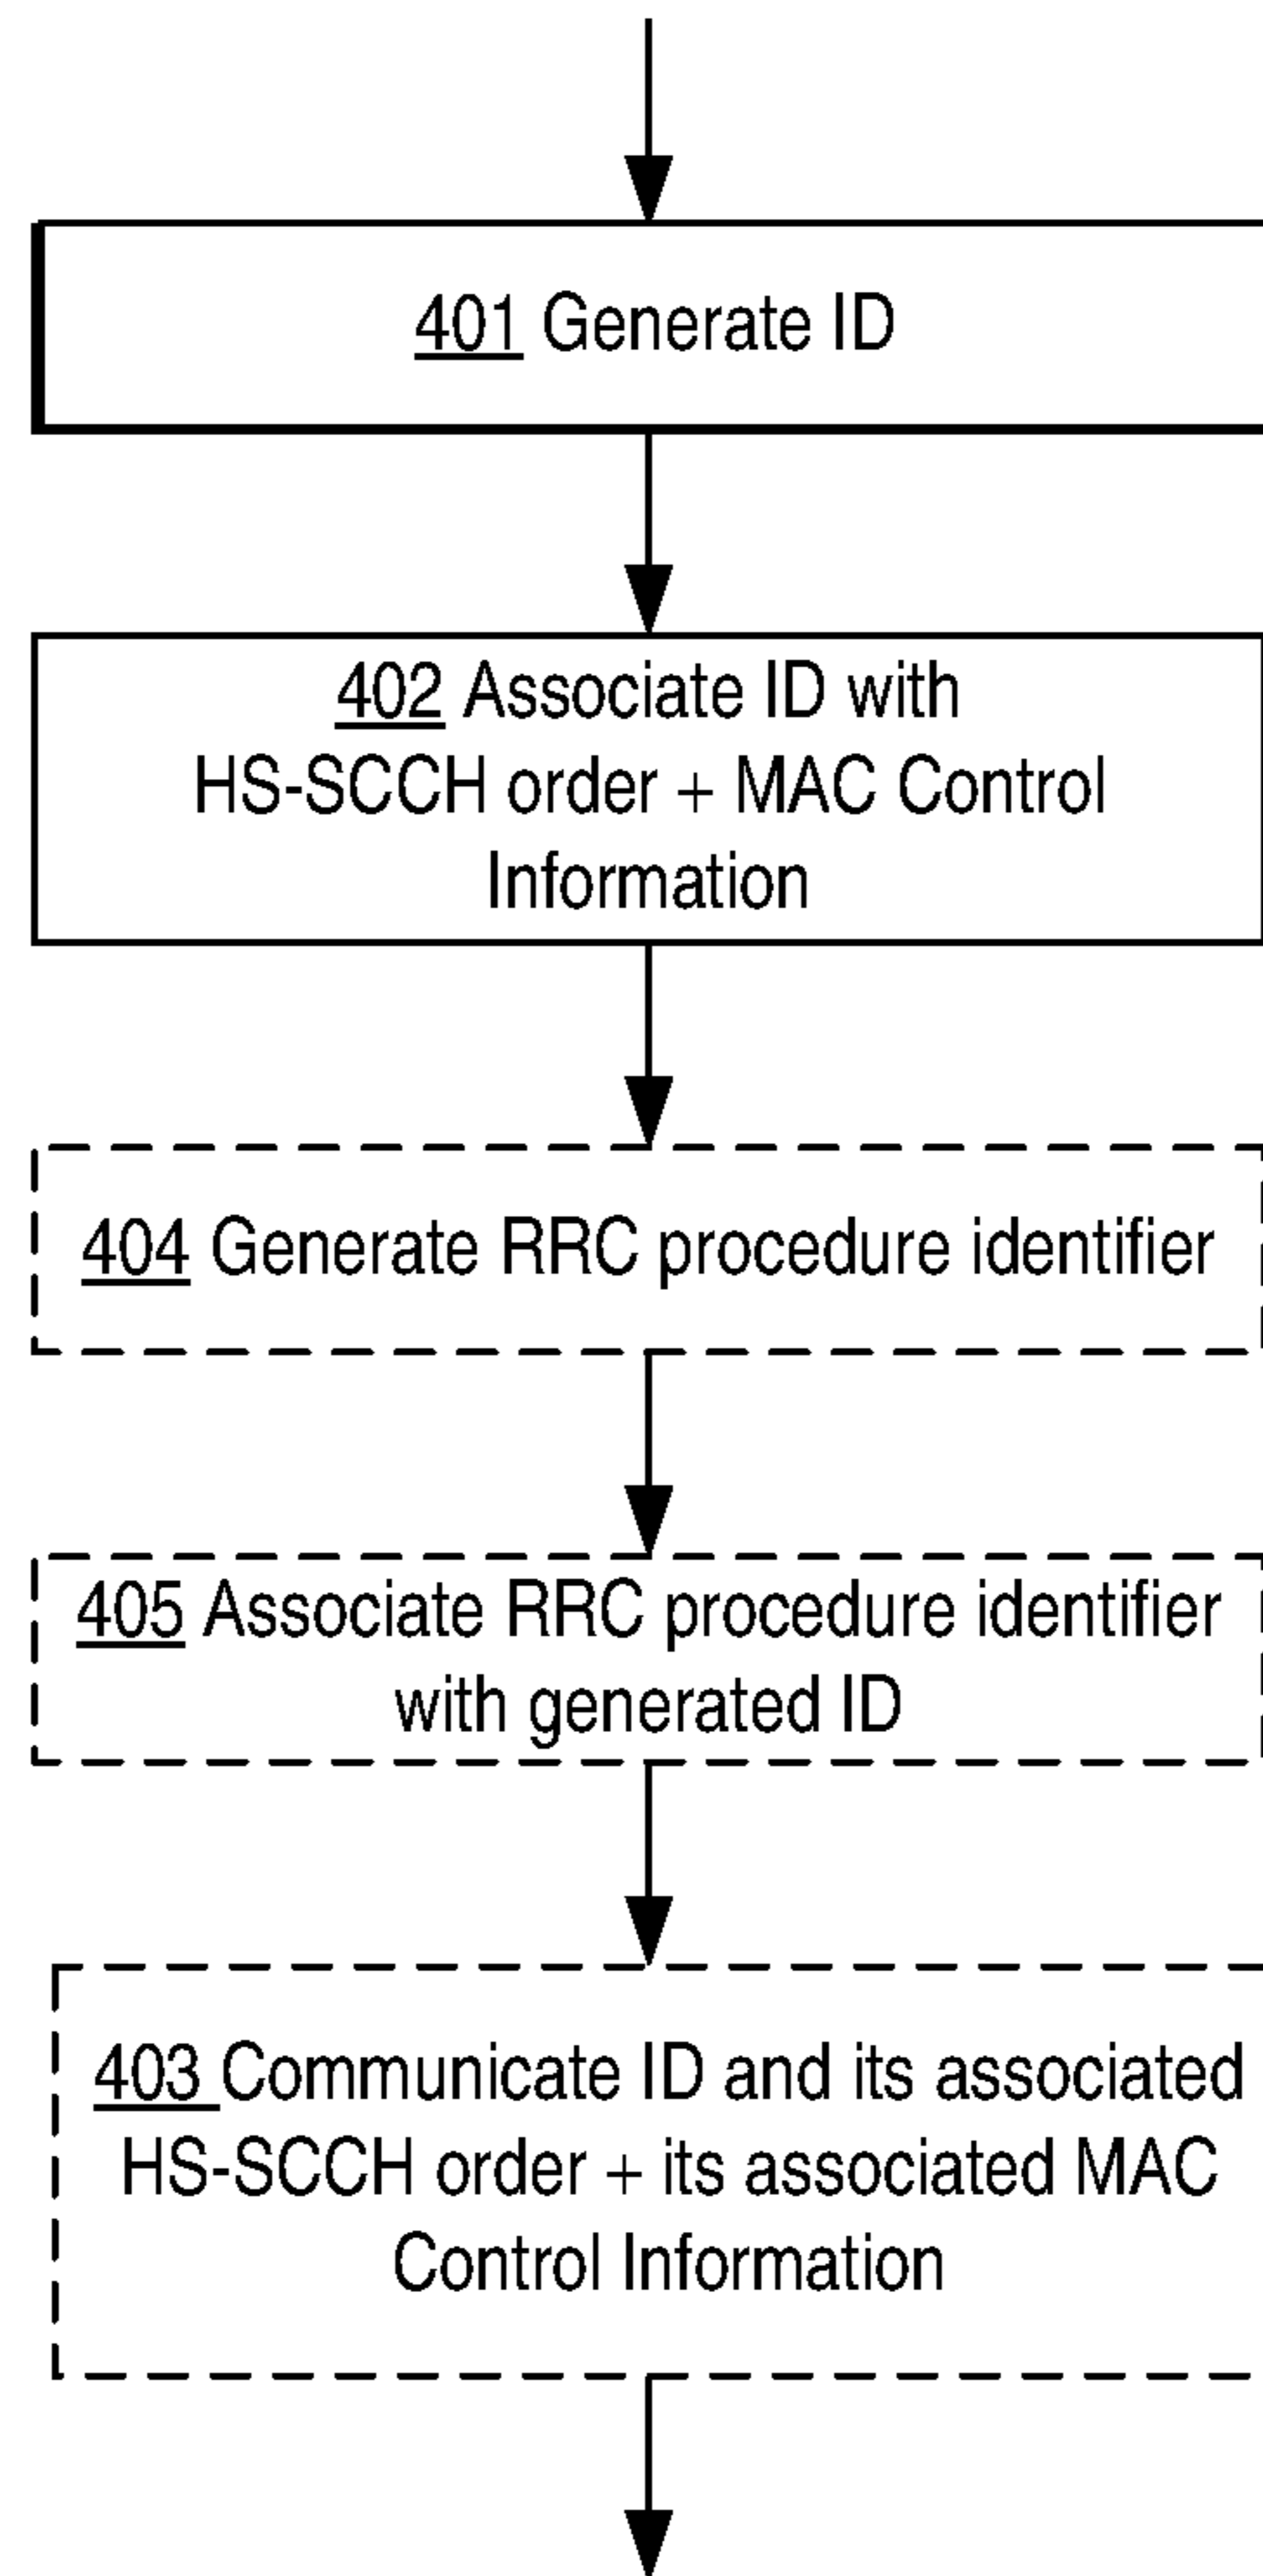 401 Generate ID
402 Associate ID with
HS-SCCH order + MAC Control
Information
404 Generate RRC procedure identifier
405 Associate RRC procedure identifier
with generated ID
403 Communicate ID and its associated
HS-SCCH order + its associated MAC
Control Information